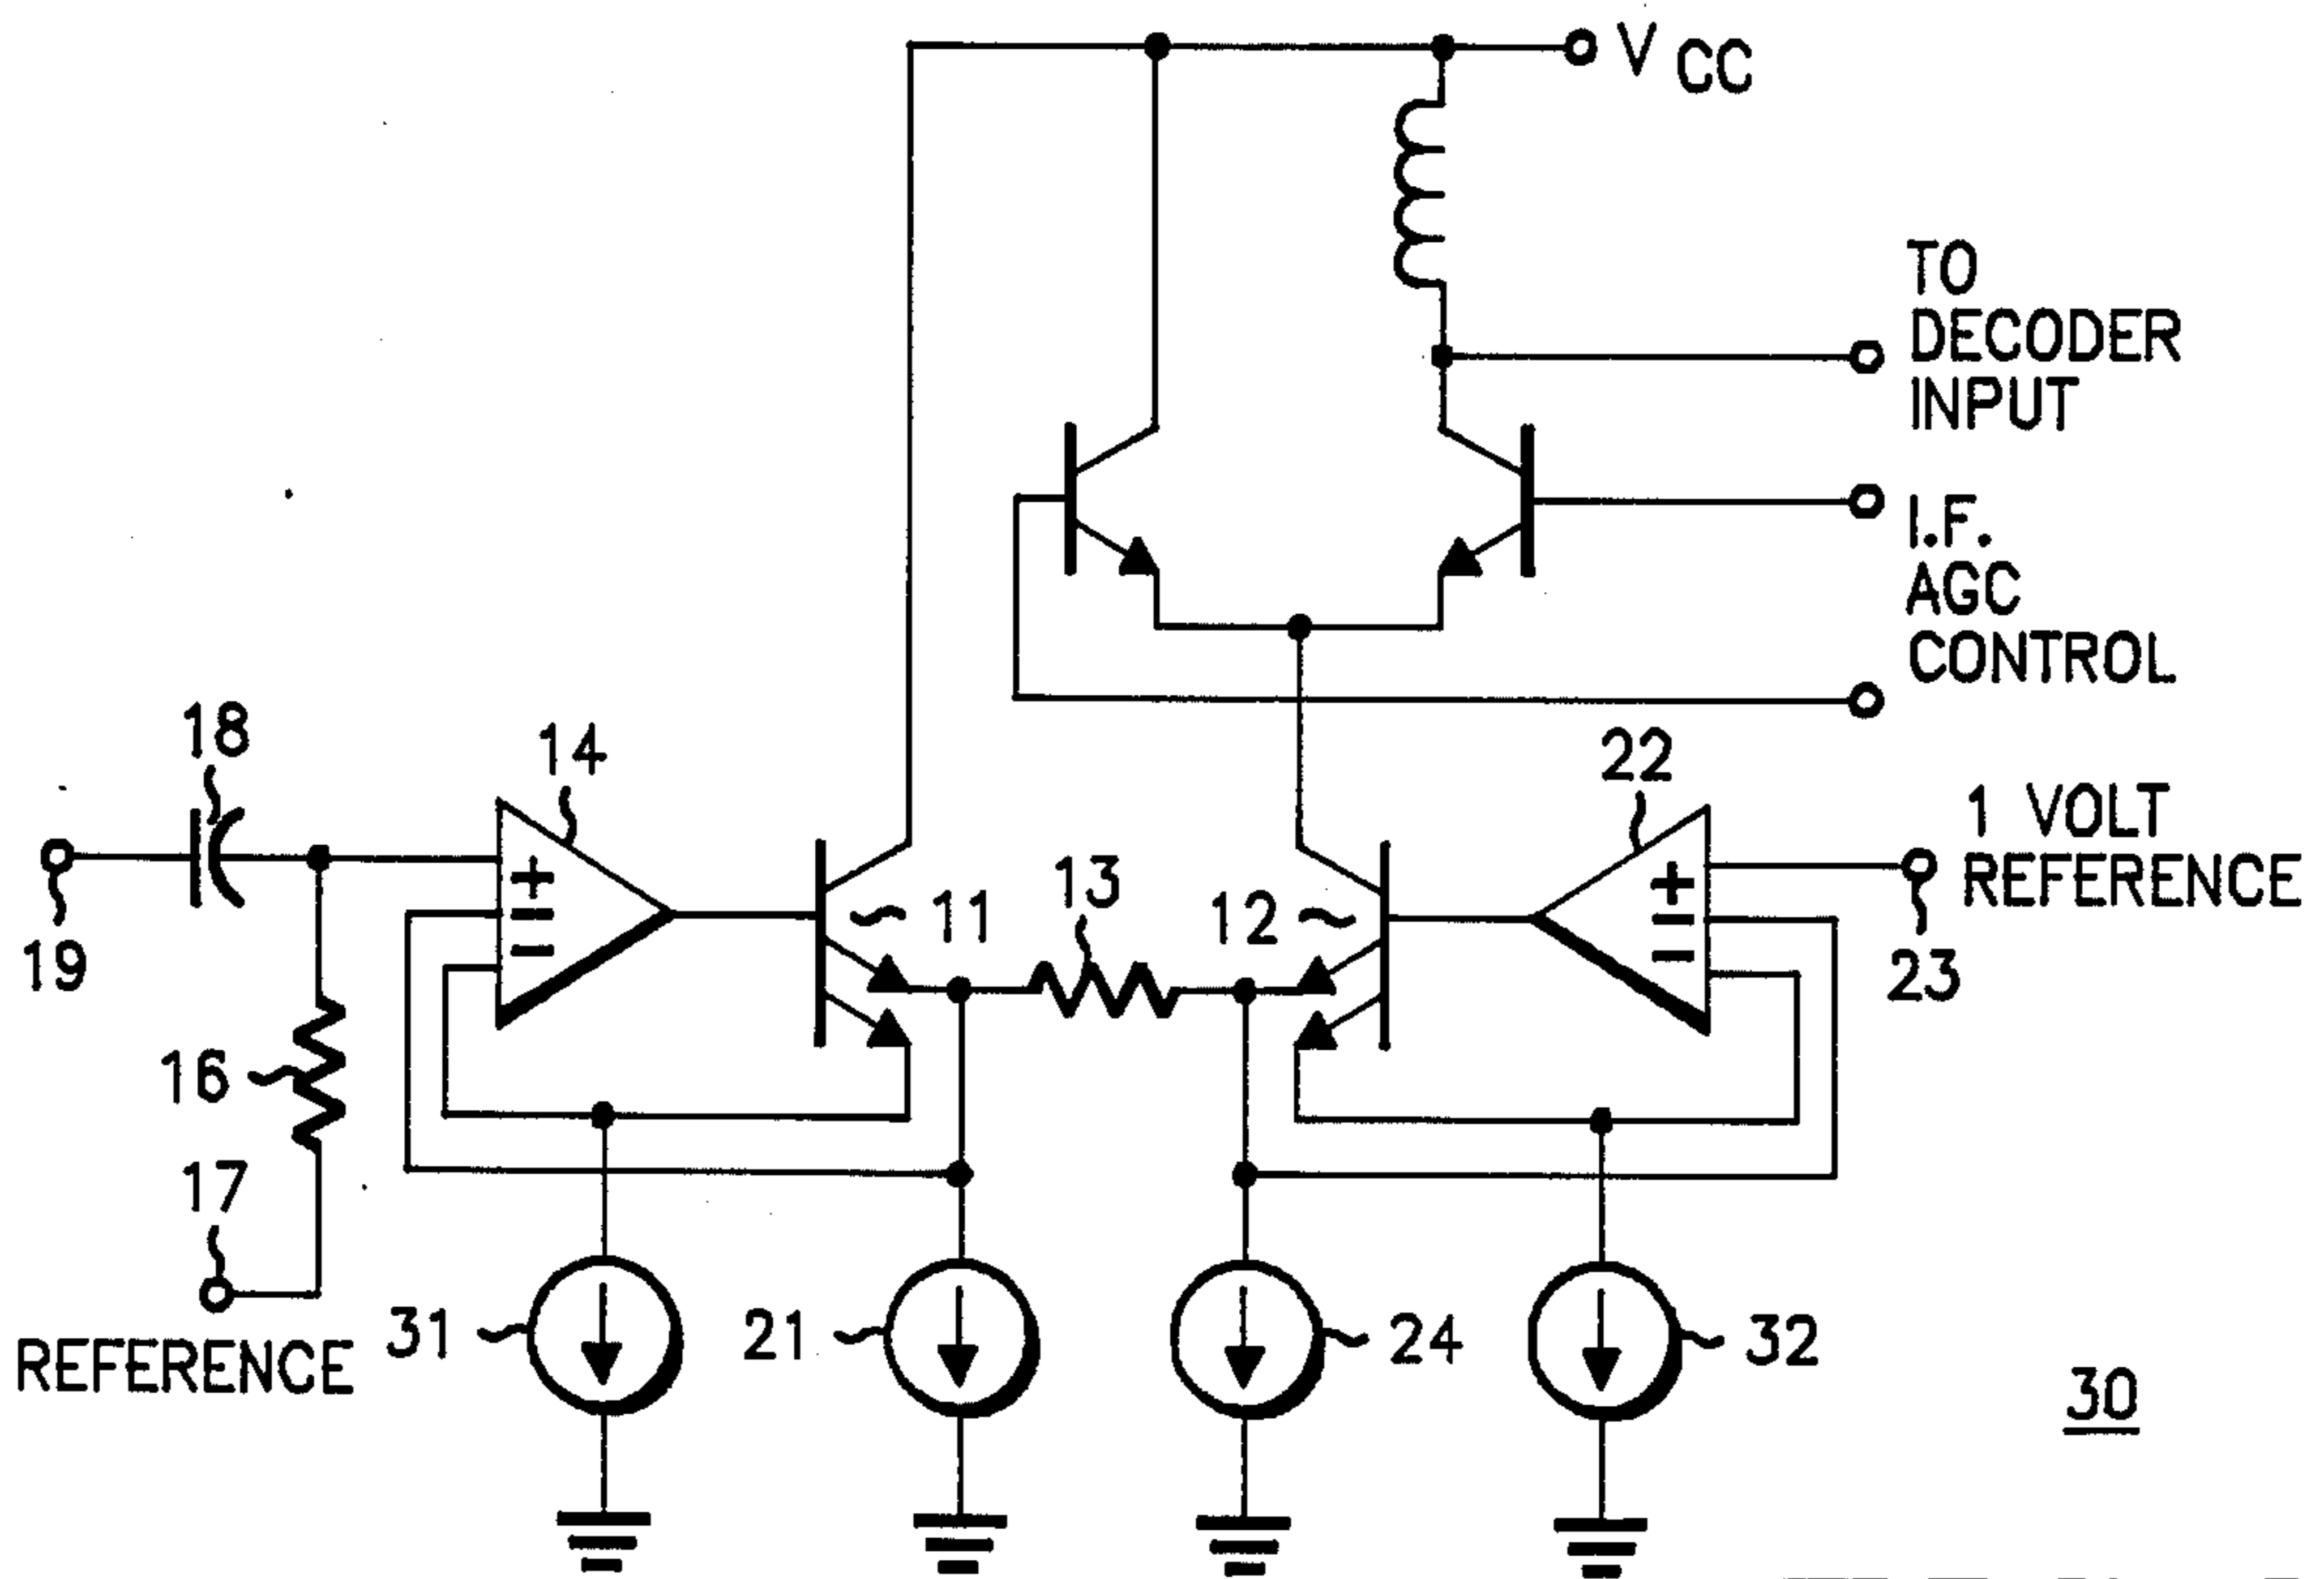 V CC
TO
DECODER
INPUT
I.F.
AGC
CONTROL
18
14
22
1 VOLT
REFERENCE
19
11
13
12
23
16
17
REFERENCE
31
21
24
32
30
+
=
−
+
=
−